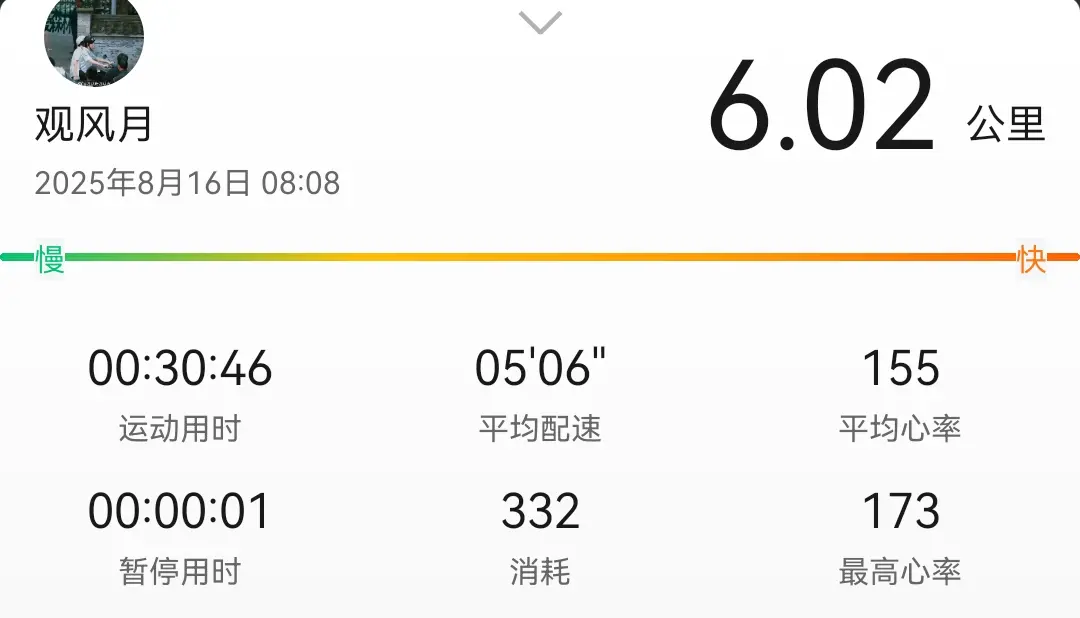 观风月
6.02 公里
2025年8月16日 08:08
慢 快
00:30:46 05'06" 155
运动用时 平均配速 平均心率
00:00:01 332 173
暂停用时 消耗 最高心率